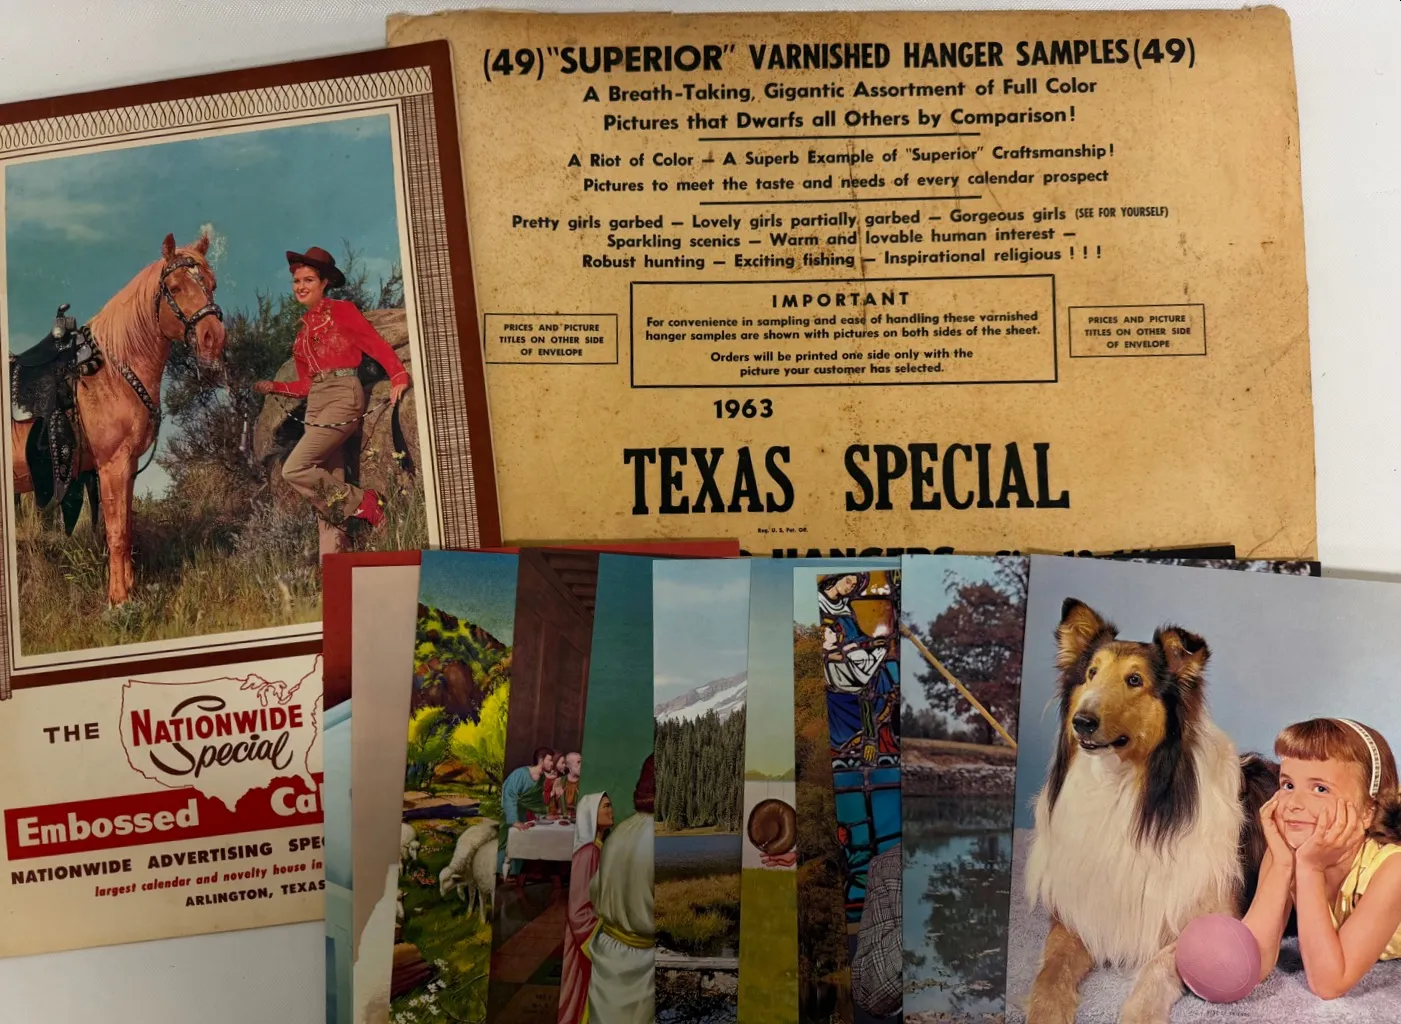 (49) "SUPERIOR" VARNISHED HANGER SAMPLES (49)
A Breath-Taking, Gigantic Assortment of Full Color
Pictures that Dwarfs all Others by Comparison!
A Riot of Color — A Superb Example of "Superior" Craftsmanship!
Pictures to meet the taste and needs of every calendar prospect
Pretty girls garbed — Lovely girls partially garbed — Gorgeous girls (SEE FOR YOURSELF)
Sparkling scenics — Warm and lovable human interest —
Robust hunting — Exciting fishing — Inspirational religious ! ! !
PRICES AND PICTURE
TITLES ON OTHER SIDE
OF ENVELOPE
IMPORTANT
For convenience in sampling and ease of handling these varnished
hanger samples are shown with pictures on both sides of the sheet.
Orders will be printed one side only with the
picture your customer has selected.
PRICES AND PICTURE
TITLES ON OTHER SIDE
OF ENVELOPE
1963
TEXAS SPECIAL
Reg. U. S. Pat. Off.
HANGERS
THE NATIONWIDE
Special
Embossed
NATIONWIDE ADVERTISING
largest calendar and novelty house in
ARLINGTON, TEXAS